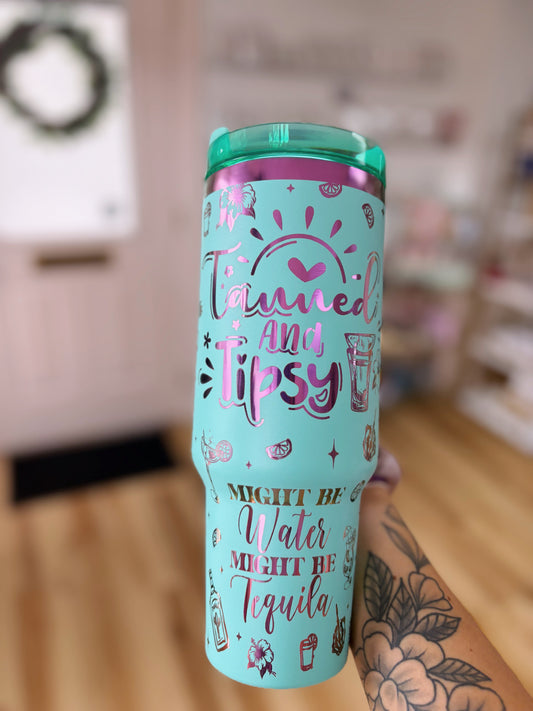 Tanned
AND
Tipsy
MIGHT BE
Water
MIGHT BE
Tequila